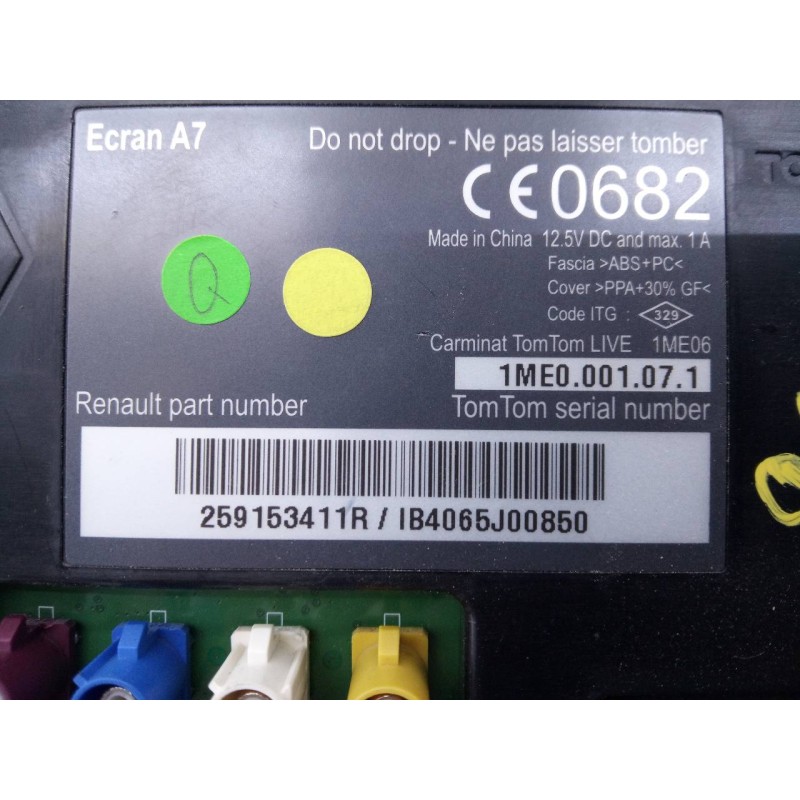 Ecran A7
Do not drop - Ne pas laisser tomber
CE0682
Made in China 12.5V DC and max. 1 A
Fascia >ABS+PC<
Cover >PPA+30% GF<
Code ITG : 329
Carminat TomTom LIVE 1ME06
1ME0.001.07.1
Renault part number
TomTom serial number
259153411R / IB4065J00850
Q